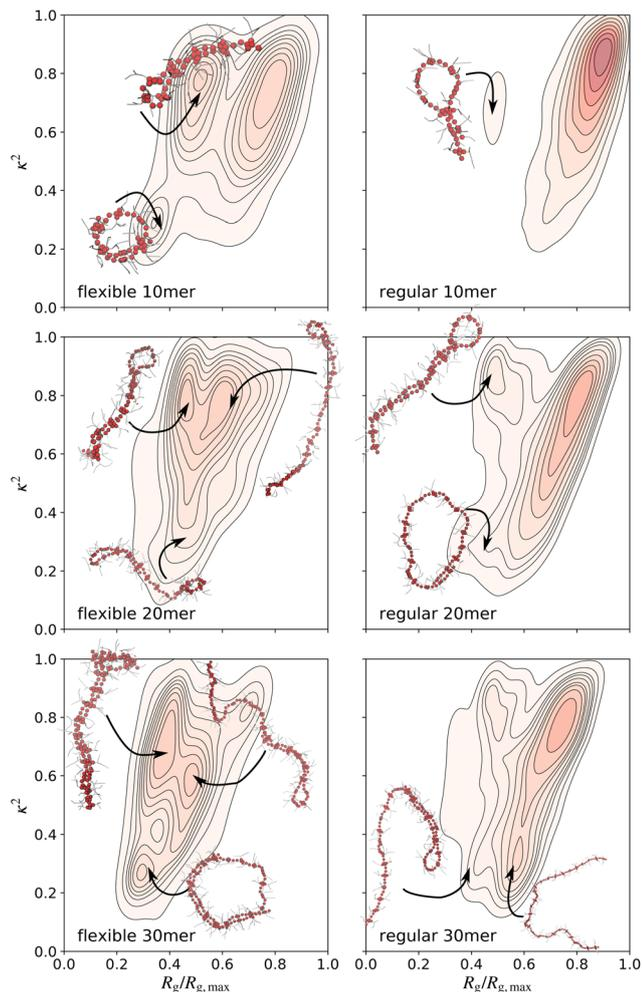 1.0
0.8
0.6
κ²
0.4
0.2
0.0
flexible 10mer
regular 10mer
1.0
0.8
0.6
κ²
0.4
0.2
0.0
flexible 20mer
regular 20mer
1.0
0.8
0.6
κ²
0.4
0.2
0.0
flexible 30mer
regular 30mer
0.0 0.2 0.4 0.6 0.8 1.0
0.0 0.2 0.4 0.6 0.8 1.0
Rg/Rg, max
Rg/Rg, max